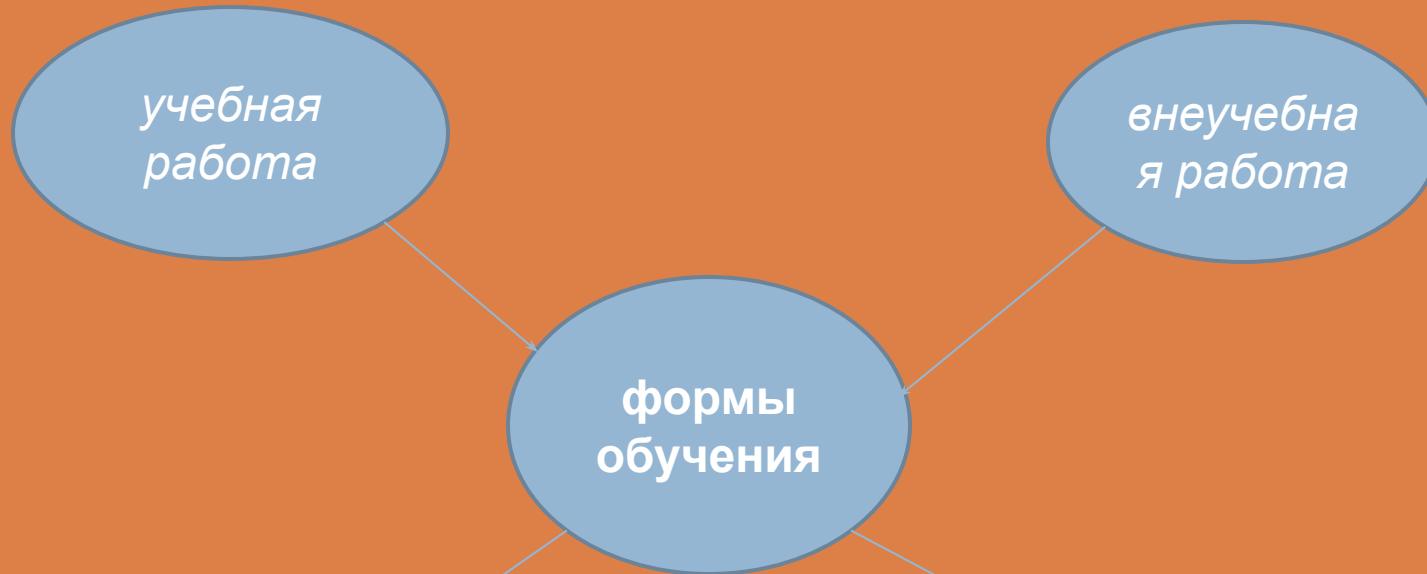 учебная
работа
внеучебна
я работа
формы
обучения